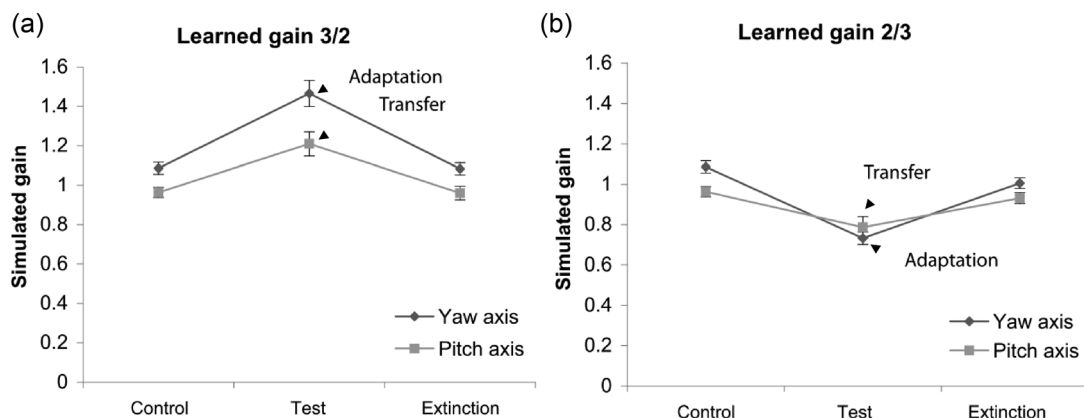 (a)
Learned gain 3/2
1.6
1.4
1.2
1
0.8
0.6
0.4
0.2
0
Simulated gain
Adaptation
Transfer
Yaw axis
Pitch axis
Control Test Extinction
(b)
Learned gain 2/3
1.6
1.4
1.2
1
0.8
0.6
0.4
0.2
0
Simulated gain
Transfer
Adaptation
Yaw axis
Pitch axis
Control Test Extinction